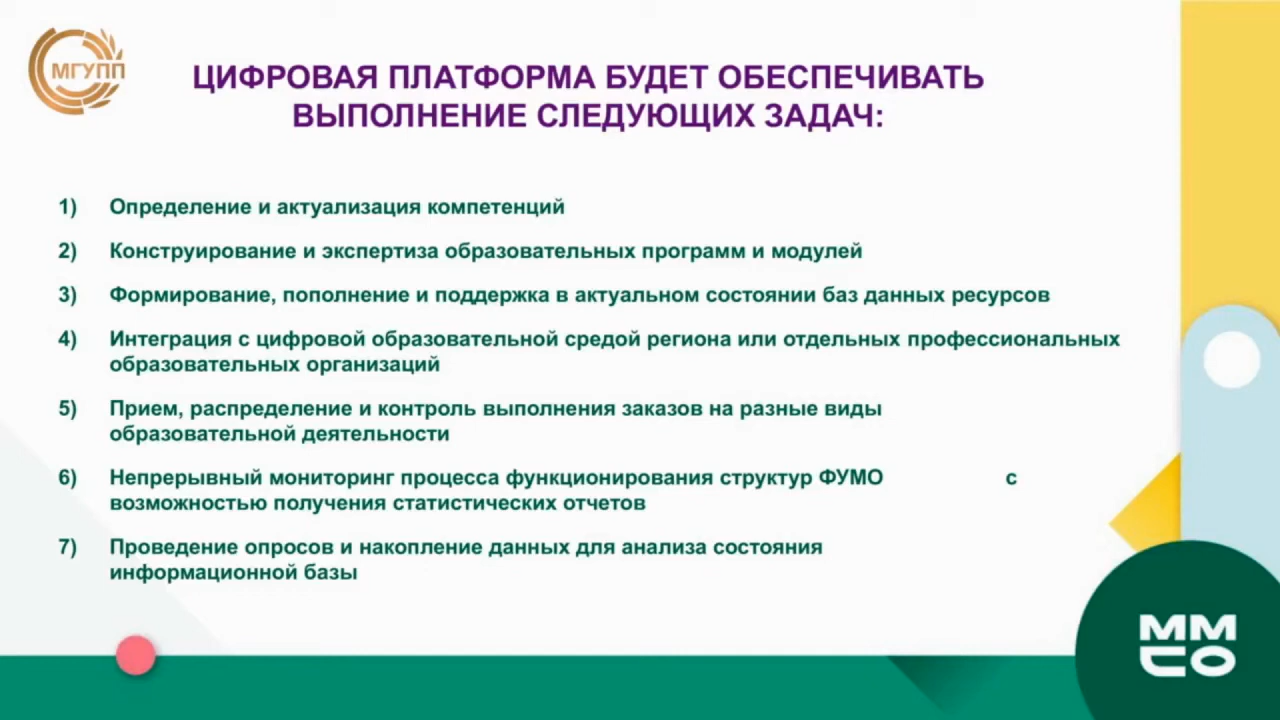 МГУПП
ЦИФРОВАЯ ПЛАТФОРМА БУДЕТ ОБЕСПЕЧИВАТЬ
ВЫПОЛНЕНИЕ СЛЕДУЮЩИХ ЗАДАЧ:
1) Определение и актуализация компетенций
2) Конструирование и экспертиза образовательных программ и модулей
3) Формирование, пополнение и поддержка в актуальном состоянии баз данных ресурсов
4) Интеграция с цифровой образовательной средой региона или отдельных профессиональных
образовательных организаций
5) Прием, распределение и контроль выполнения заказов на разные виды
образовательной деятельности
6) Непрерывный мониторинг процесса функционирования структур ФУМО с
возможностью получения статистических отчетов
7) Проведение опросов и накопление данных для анализа состояния
информационной базы
ММ
СО